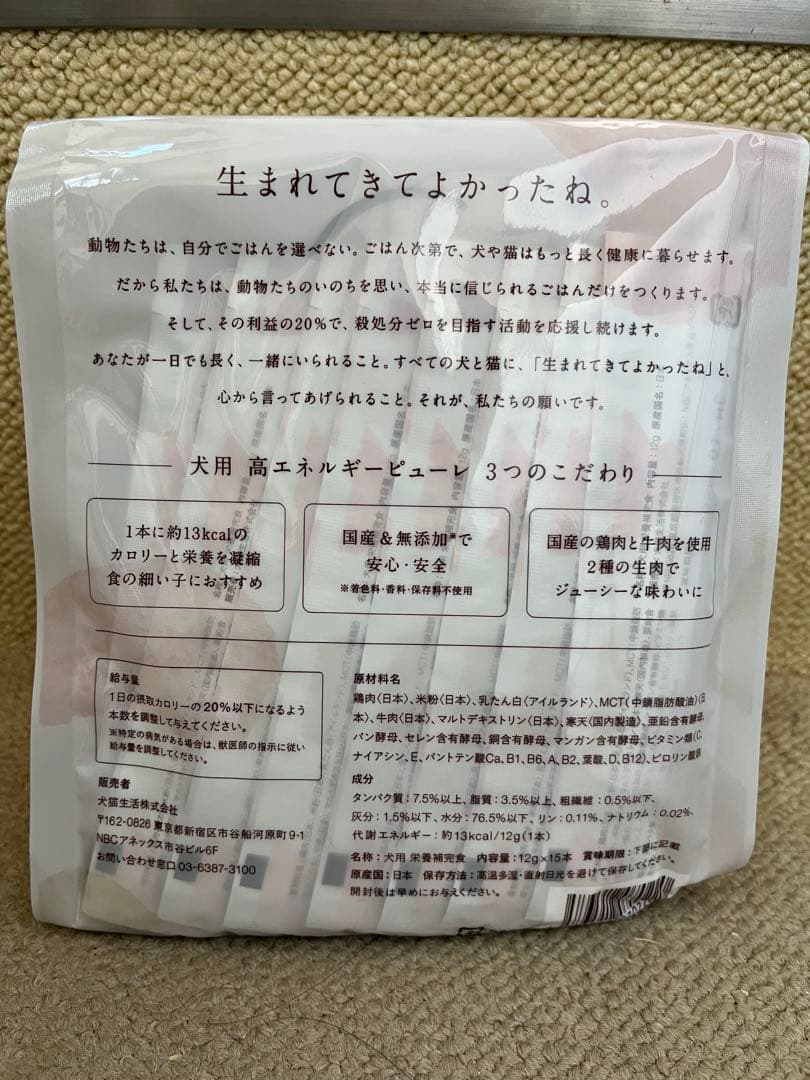 生まれてきてよかったね。
動物たちは、自分でごはんを選べない。ごはん次第で、犬や猫はもっと長く健康に暮らせます。
だから私たちは、動物たちのいのちを思い、本当に信じられるごはんだけをつくります。
そして、その利益の20%で、殺処分ゼロを目指す活動を応援し続けます。
あなたが一日でも長く、一緒にいられること。すべての犬と猫に、「生まれてきてよかったね」と、
心から言ってあげられること。それが、私たちの願いです。
犬用 高エネルギーピューレ 3つのこだわり
1本に約13kcalの
カロリーと栄養を凝縮
食の細い子におすすめ
国産&無添加※で
安心・安全
※着色料・香料・保存料不使用
国産の鶏肉と牛肉を使用
2種の生肉で
ジューシーな味わいに
給与量
1日の摂取カロリーの20%以下になるよう
本数を調整して与えてください。
※特定の病気がある場合は、獣医師の指示に従い
給与量を調整してください。
販売者
犬猫生活株式会社
〒162-0826 東京都新宿区市谷船河原町9-1
NBCアネックス市谷ビル6F
お問い合わせ窓口 03-6387-3100
原材料名
鶏肉〈日本〉、米粉〈日本〉、乳たん白〈アイルランド〉、MCT(中鎖脂肪酸油)〈日
本〉、牛肉〈日本〉、マルトデキストリン〈日本〉、寒天〈国内製造〉、亜鉛含有酵母、
パン酵母、セレン含有酵母、銅含有酵母、マンガン含有酵母、ビタミン類(C、
ナイアシン、E、パントテン酸Ca、B1、B6、A、B2、葉酸、D、B12)、ピロリン酸鉄
成分
タンパク質:7.5%以上、脂質:3.5%以上、粗繊維:0.5%以下、
灰分:1.5%以下、水分:76.5%以下、リン:0.11%、ナトリウム:0.02%、
代謝エネルギー:約13kcal/12g(1本)
名称:犬用 栄養補完食 内容量:12g×15本 賞味期限:下部に記載
原産国:日本 保存方法:高温多湿・直射日光を避けて保存してください。
開封後は早めにお与えください。